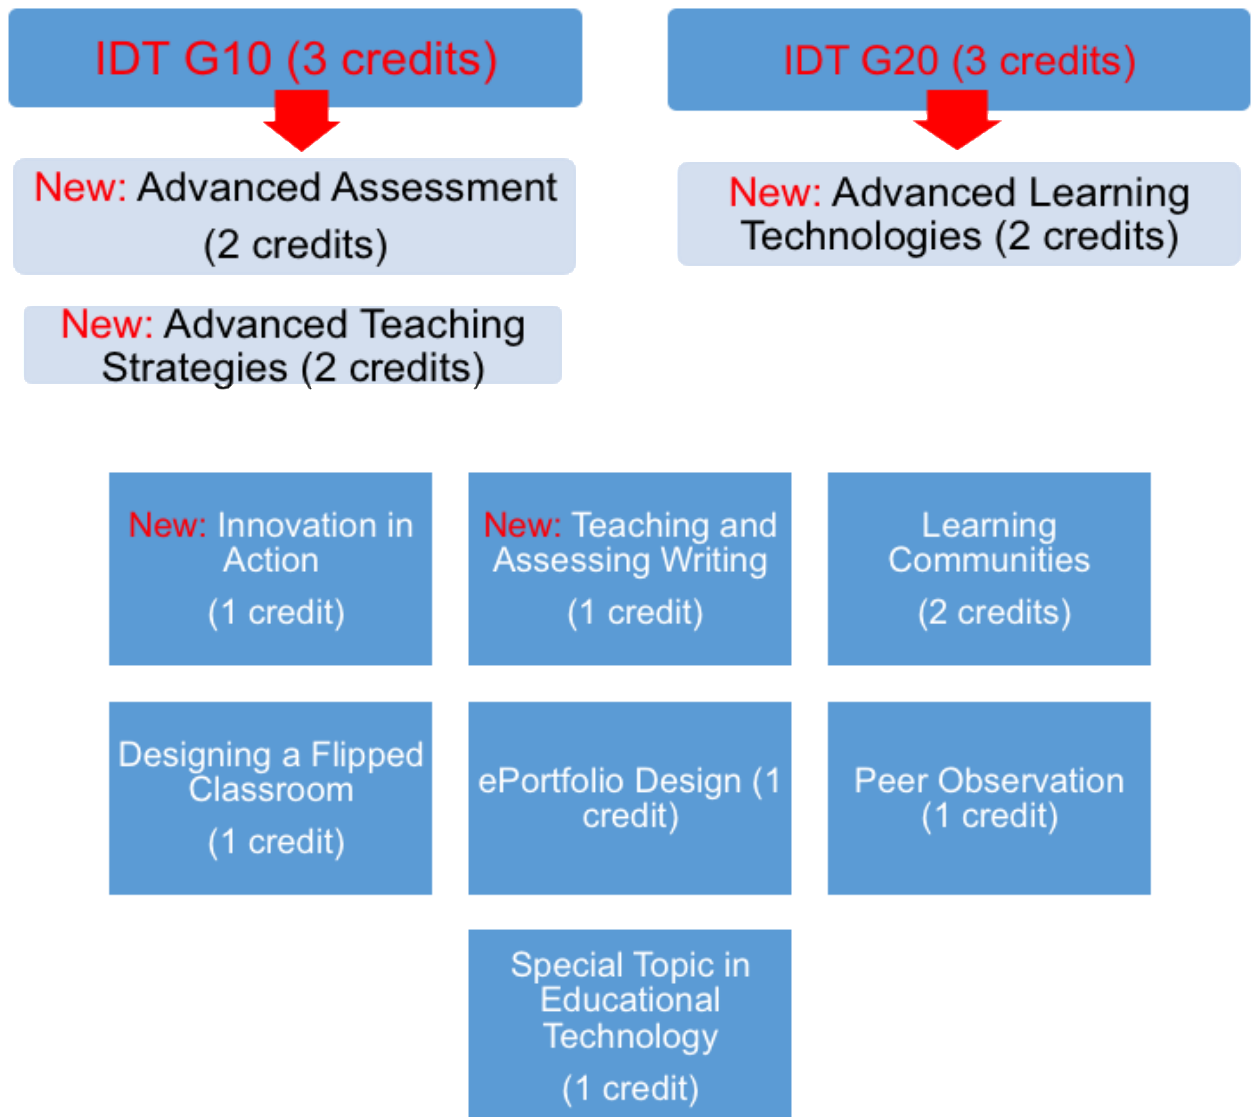 IDT G10 (3 credits)
IDT G20 (3 credits)
New: Advanced Assessment
(2 credits)
New: Advanced Learning
Technologies (2 credits)
New: Advanced Teaching
Strategies (2 credits)
New: Innovation in
Action
(1 credit)
New: Teaching and
Assessing Writing
(1 credit)
Learning
Communities
(2 credits)
Designing a Flipped
Classroom
(1 credit)
ePortfolio Design (1
credit)
Peer Observation
(1 credit)
Special Topic in
Educational
Technology
(1 credit)